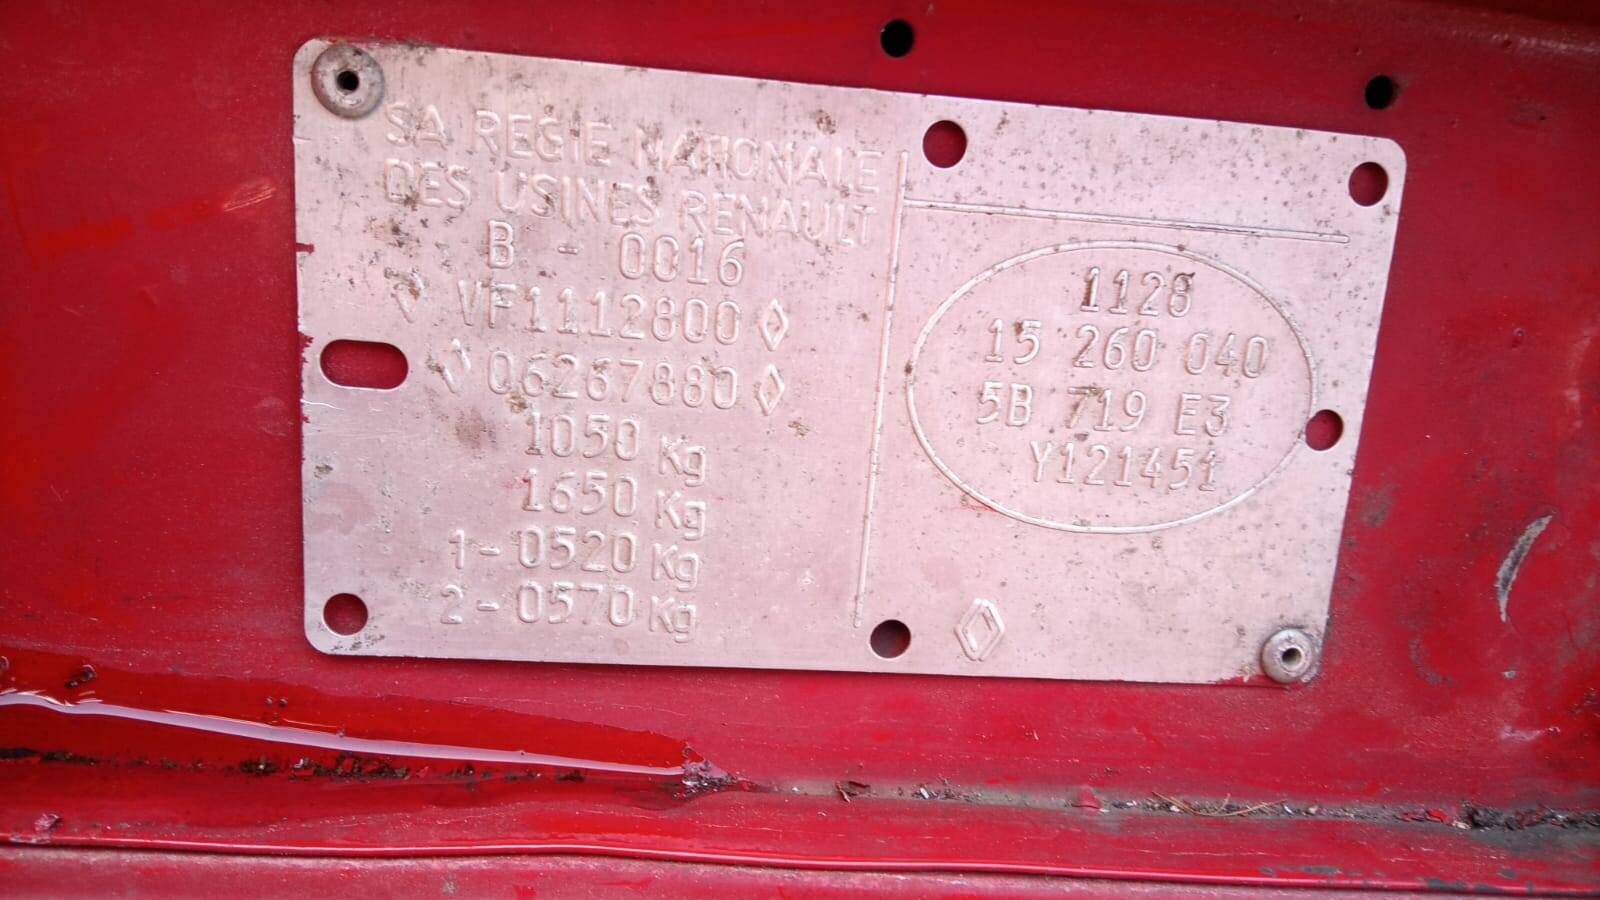 SA REGIE NATIONALE
DES USINES RENAULT
B - 0016
VF1112800
06267880
1050 Kg
1650 Kg
1 - 0520 Kg
2 - 0570 Kg
1128
15 260 040
5B 719 E3
Y121451